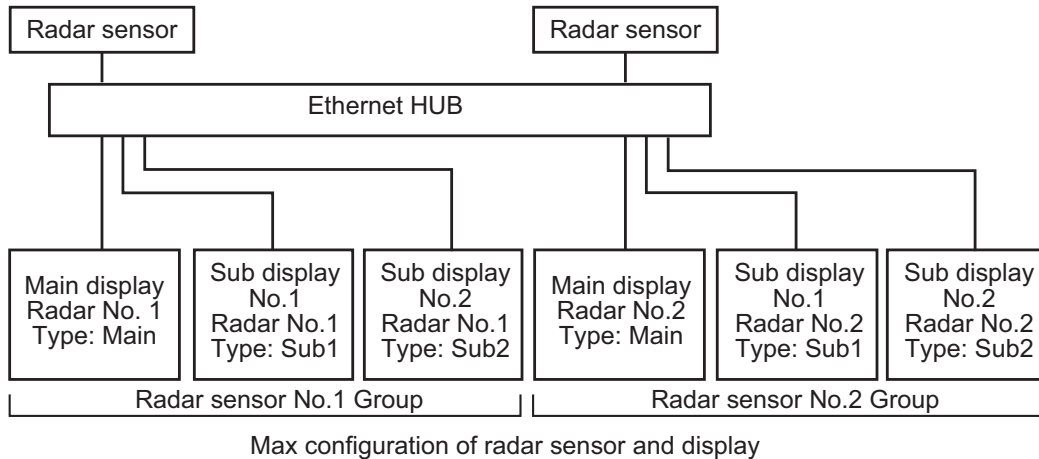 Radar sensor
Radar sensor
Ethernet HUB
Main display
Radar No. 1
Type: Main
Sub display
No.1
Radar No.1
Type: Sub1
Sub display
No.2
Radar No.1
Type: Sub2
Main display
Radar No.2
Type: Main
Sub display
No.1
Radar No.2
Type: Sub1
Sub display
No.2
Radar No.2
Type: Sub2
Radar sensor No.1 Group
Radar sensor No.2 Group
Max configuration of radar sensor and display